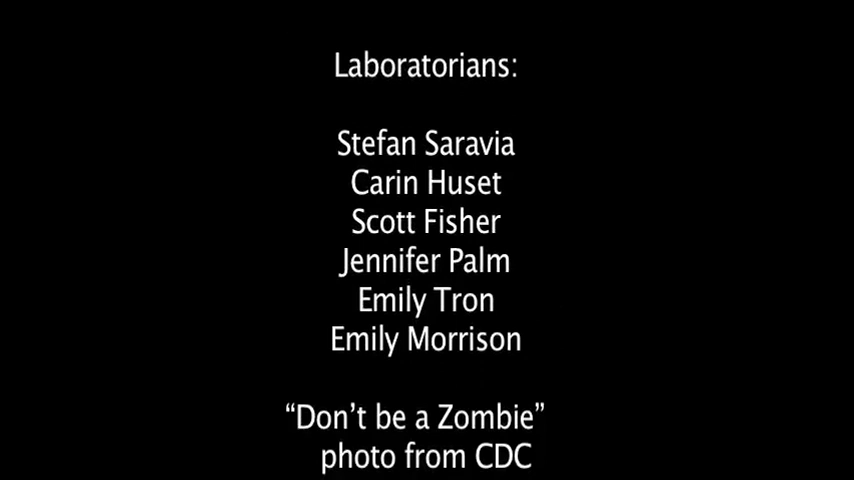 Laboratorians:
Stefan Saravia
Carin Huset
Scott Fisher
Jennifer Palm
Emily Tron
Emily Morrison
“Don’t be a Zombie”
photo from CDC